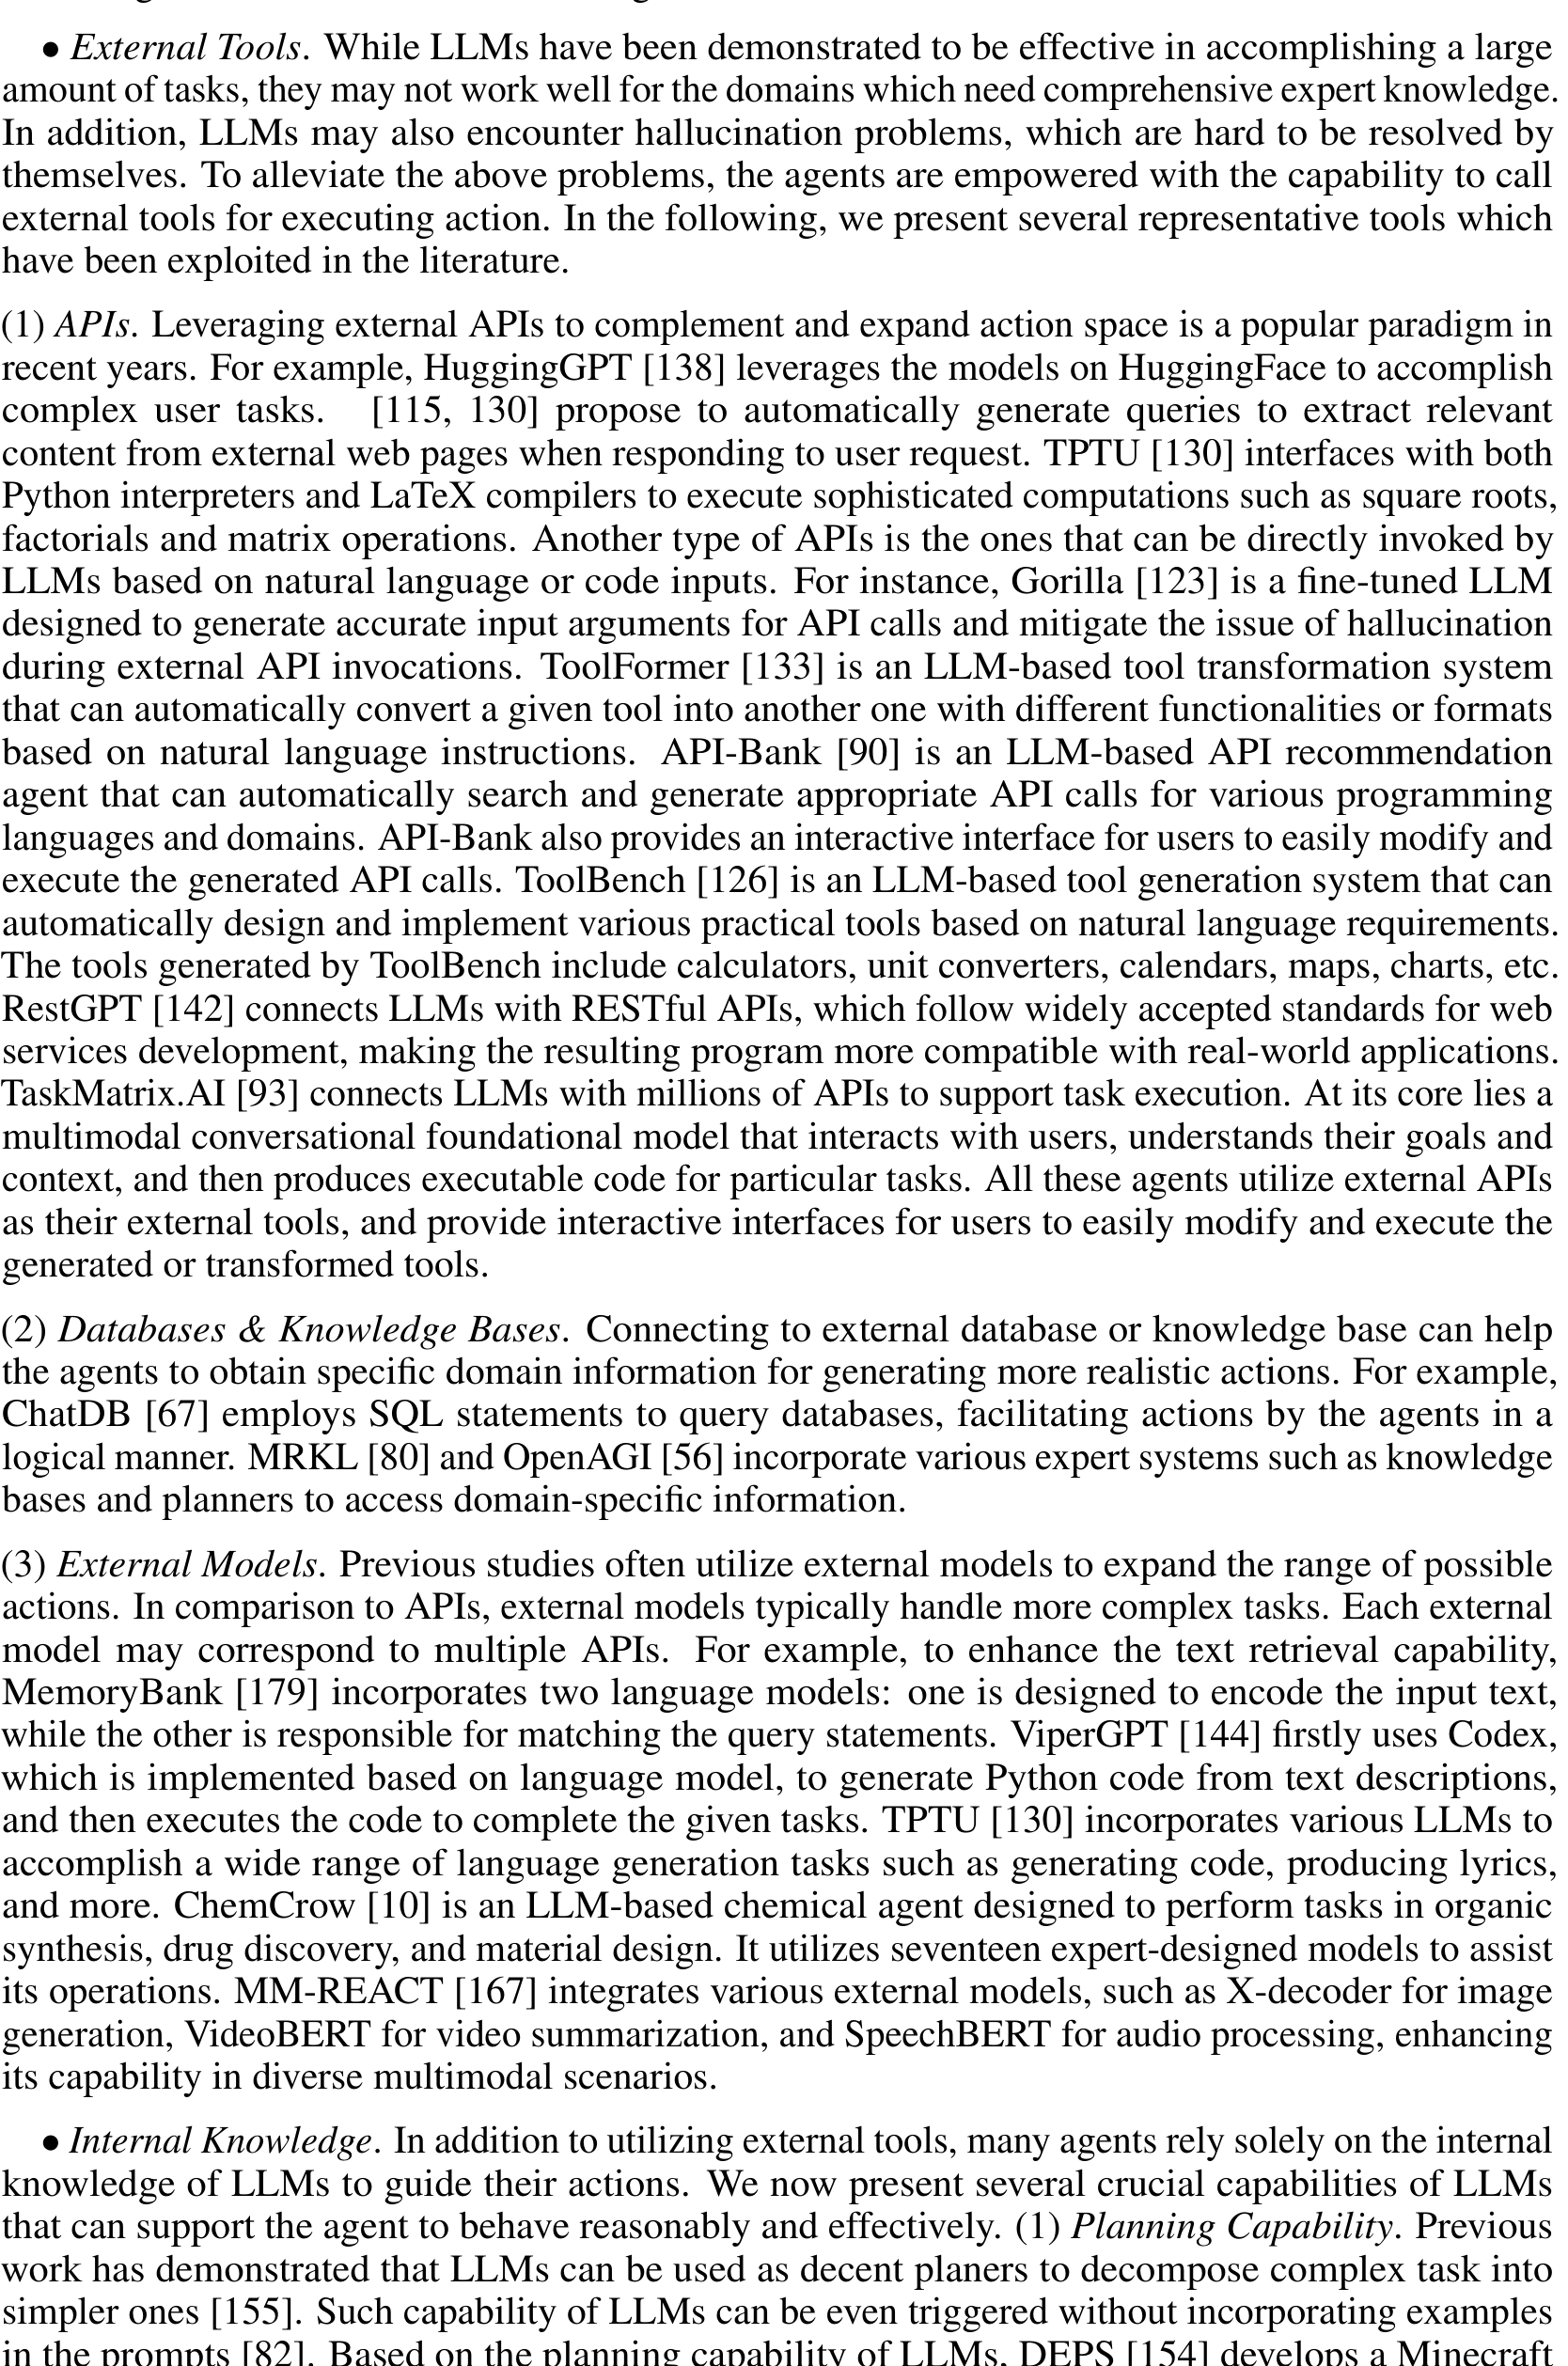 • External Tools. While LLMs have been demonstrated to be effective in accomplishing a large
amount of tasks, they may not work well for the domains which need comprehensive expert knowledge.
In addition, LLMs may also encounter hallucination problems, which are hard to be resolved by
themselves. To alleviate the above problems, the agents are empowered with the capability to call
external tools for executing action. In the following, we present several representative tools which
have been exploited in the literature.
(1) APIs. Leveraging external APIs to complement and expand action space is a popular paradigm in
recent years. For example, HuggingGPT [138] leverages the models on HuggingFace to accomplish
complex user tasks. [115, 130] propose to automatically generate queries to extract relevant
content from external web pages when responding to user request. TPTU [130] interfaces with both
Python interpreters and LaTeX compilers to execute sophisticated computations such as square roots,
factorials and matrix operations. Another type of APIs is the ones that can be directly invoked by
LLMs based on natural language or code inputs. For instance, Gorilla [123] is a fine-tuned LLM
designed to generate accurate input arguments for API calls and mitigate the issue of hallucination
during external API invocations. ToolFormer [133] is an LLM-based tool transformation system
that can automatically convert a given tool into another one with different functionalities or formats
based on natural language instructions. API-Bank [90] is an LLM-based API recommendation
agent that can automatically search and generate appropriate API calls for various programming
languages and domains. API-Bank also provides an interactive interface for users to easily modify and
execute the generated API calls. ToolBench [126] is an LLM-based tool generation system that can
automatically design and implement various practical tools based on natural language requirements.
The tools generated by ToolBench include calculators, unit converters, calendars, maps, charts, etc.
RestGPT [142] connects LLMs with RESTful APIs, which follow widely accepted standards for web
services development, making the resulting program more compatible with real-world applications.
TaskMatrix.AI [93] connects LLMs with millions of APIs to support task execution. At its core lies a
multimodal conversational foundational model that interacts with users, understands their goals and
context, and then produces executable code for particular tasks. All these agents utilize external APIs
as their external tools, and provide interactive interfaces for users to easily modify and execute the
generated or transformed tools.
(2) Databases & Knowledge Bases. Connecting to external database or knowledge base can help
the agents to obtain specific domain information for generating more realistic actions. For example,
ChatDB [67] employs SQL statements to query databases, facilitating actions by the agents in a
logical manner. MRKL [80] and OpenAGI [56] incorporate various expert systems such as knowledge
bases and planners to access domain-specific information.
(3) External Models. Previous studies often utilize external models to expand the range of possible
actions. In comparison to APIs, external models typically handle more complex tasks. Each external
model may correspond to multiple APIs. For example, to enhance the text retrieval capability,
MemoryBank [179] incorporates two language models: one is designed to encode the input text,
while the other is responsible for matching the query statements. ViperGPT [144] firstly uses Codex,
which is implemented based on language model, to generate Python code from text descriptions,
and then executes the code to complete the given tasks. TPTU [130] incorporates various LLMs to
accomplish a wide range of language generation tasks such as generating code, producing lyrics,
and more. ChemCrow [10] is an LLM-based chemical agent designed to perform tasks in organic
synthesis, drug discovery, and material design. It utilizes seventeen expert-designed models to assist
its operations. MM-REACT [167] integrates various external models, such as X-decoder for image
generation, VideoBERT for video summarization, and SpeechBERT for audio processing, enhancing
its capability in diverse multimodal scenarios.
• Internal Knowledge. In addition to utilizing external tools, many agents rely solely on the internal
knowledge of LLMs to guide their actions. We now present several crucial capabilities of LLMs
that can support the agent to behave reasonably and effectively. (1) Planning Capability. Previous
work has demonstrated that LLMs can be used as decent planers to decompose complex task into
simpler ones [155]. Such capability of LLMs can be even triggered without incorporating examples
in the prompts [82]. Based on the planning capability of LLMs, DEPS [154] develops a Minecraft